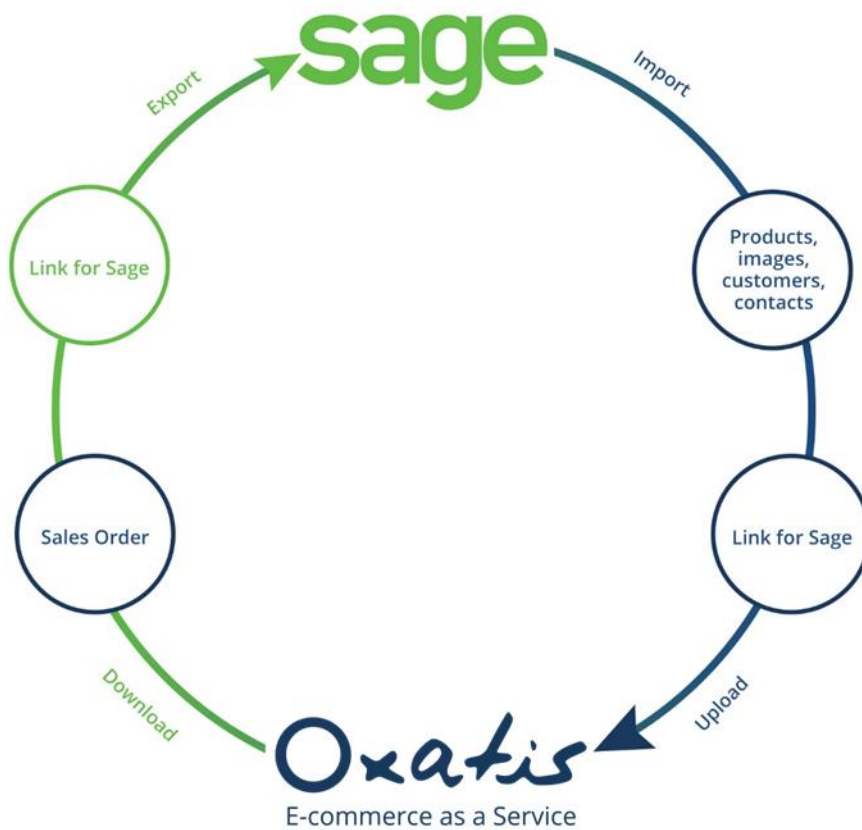 sage
Export
Import
Link for Sage
Products,
images,
customers,
contacts
Sales Order
Link for Sage
Download
Upload
Oxatis
E-commerce as a Service